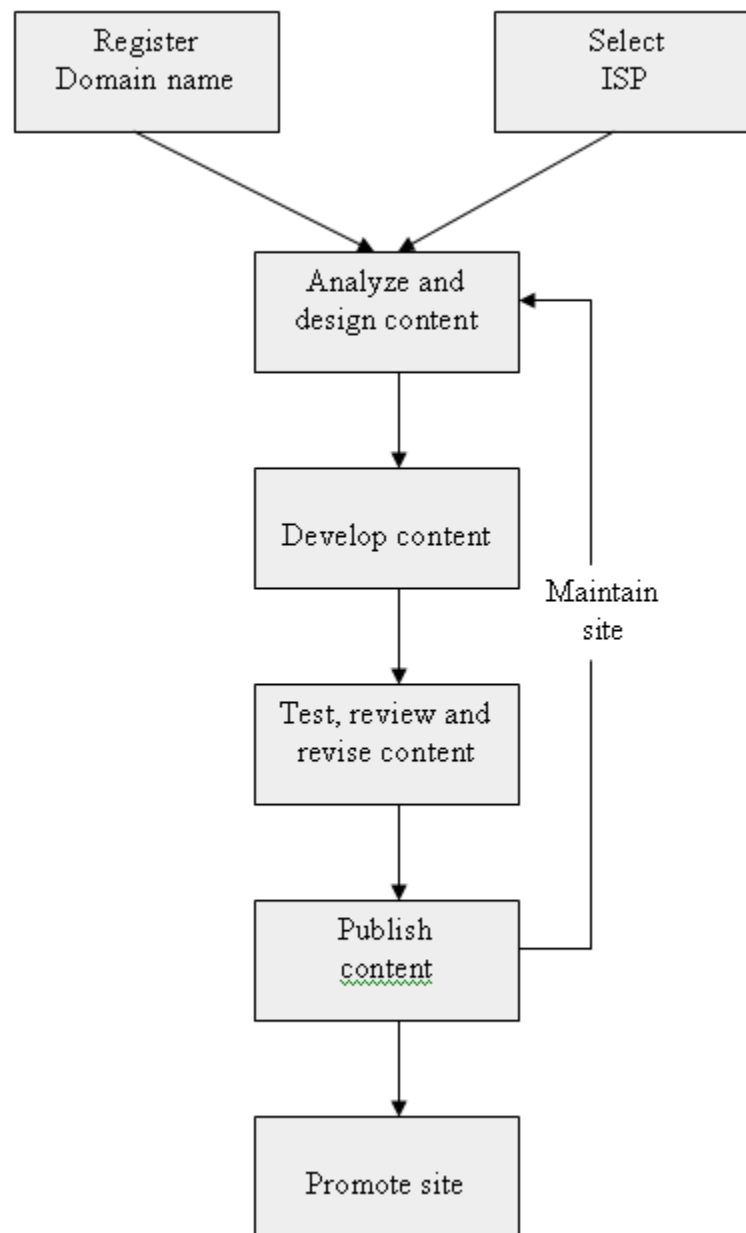 Register
Domain name
Select
ISP
Analyze and
design content
Develop content
Maintain
site
Test, review and
revise content
Publish
content
Promote site